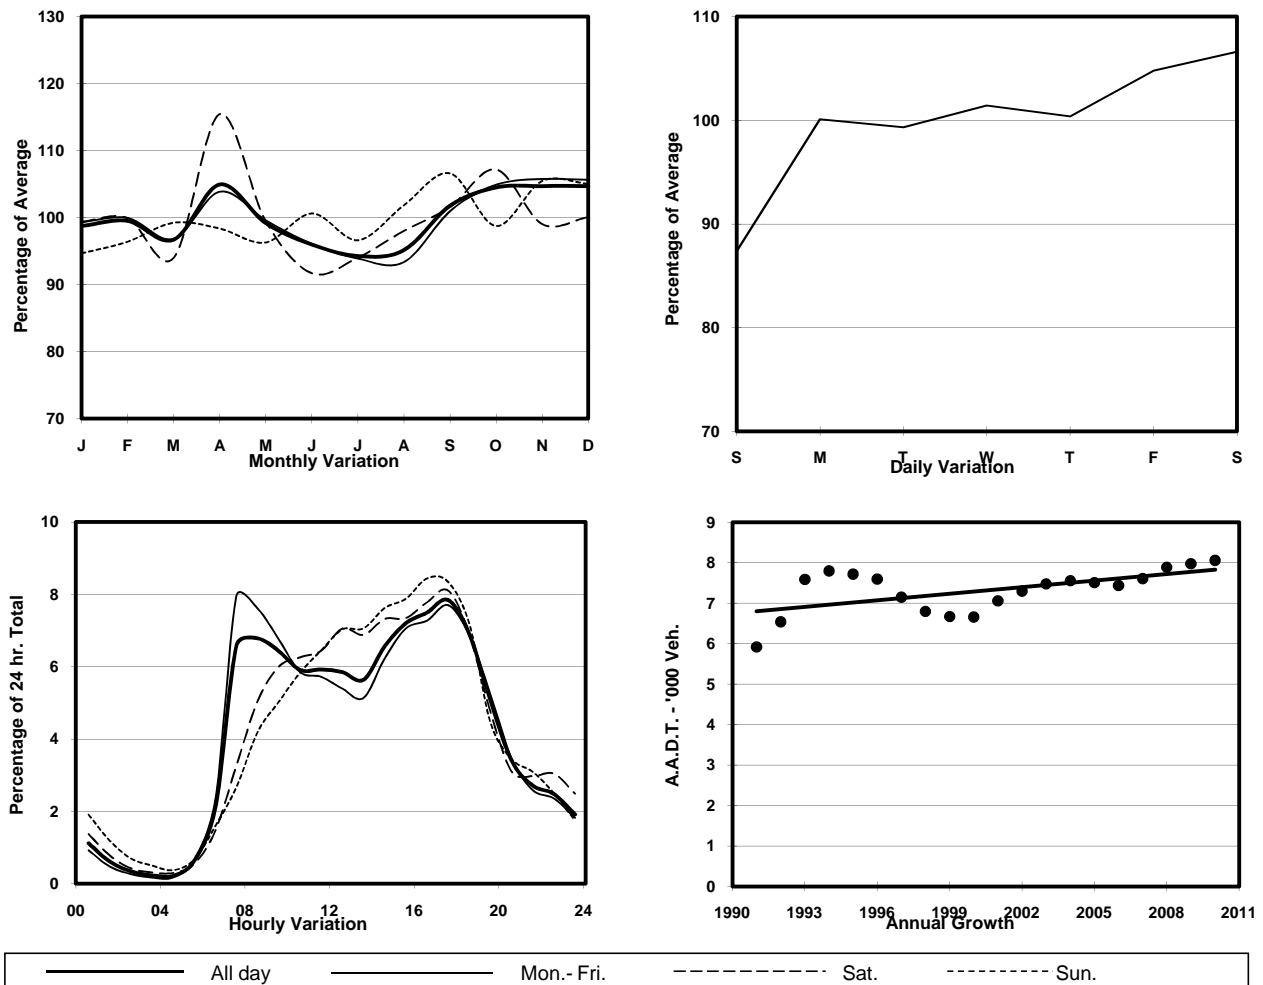 130
120
110
100
90
80
70
Percentage of Average
J F M A M J J A S O N D
Monthly Variation
110
100
90
80
70
Percentage of Average
S M T W T F S
Daily Variation
10
8
6
4
2
0
Percentage of 24 hr. Total
00 04 08 12 16 20 24
Hourly Variation
9
8
7
6
5
4
3
2
1
0
A.A.D.T. - '000 Veh.
1990 1993 1996 1999 2002 2005 2008 2011
Annual Growth
All day Mon.- Fri. Sat. Sun.